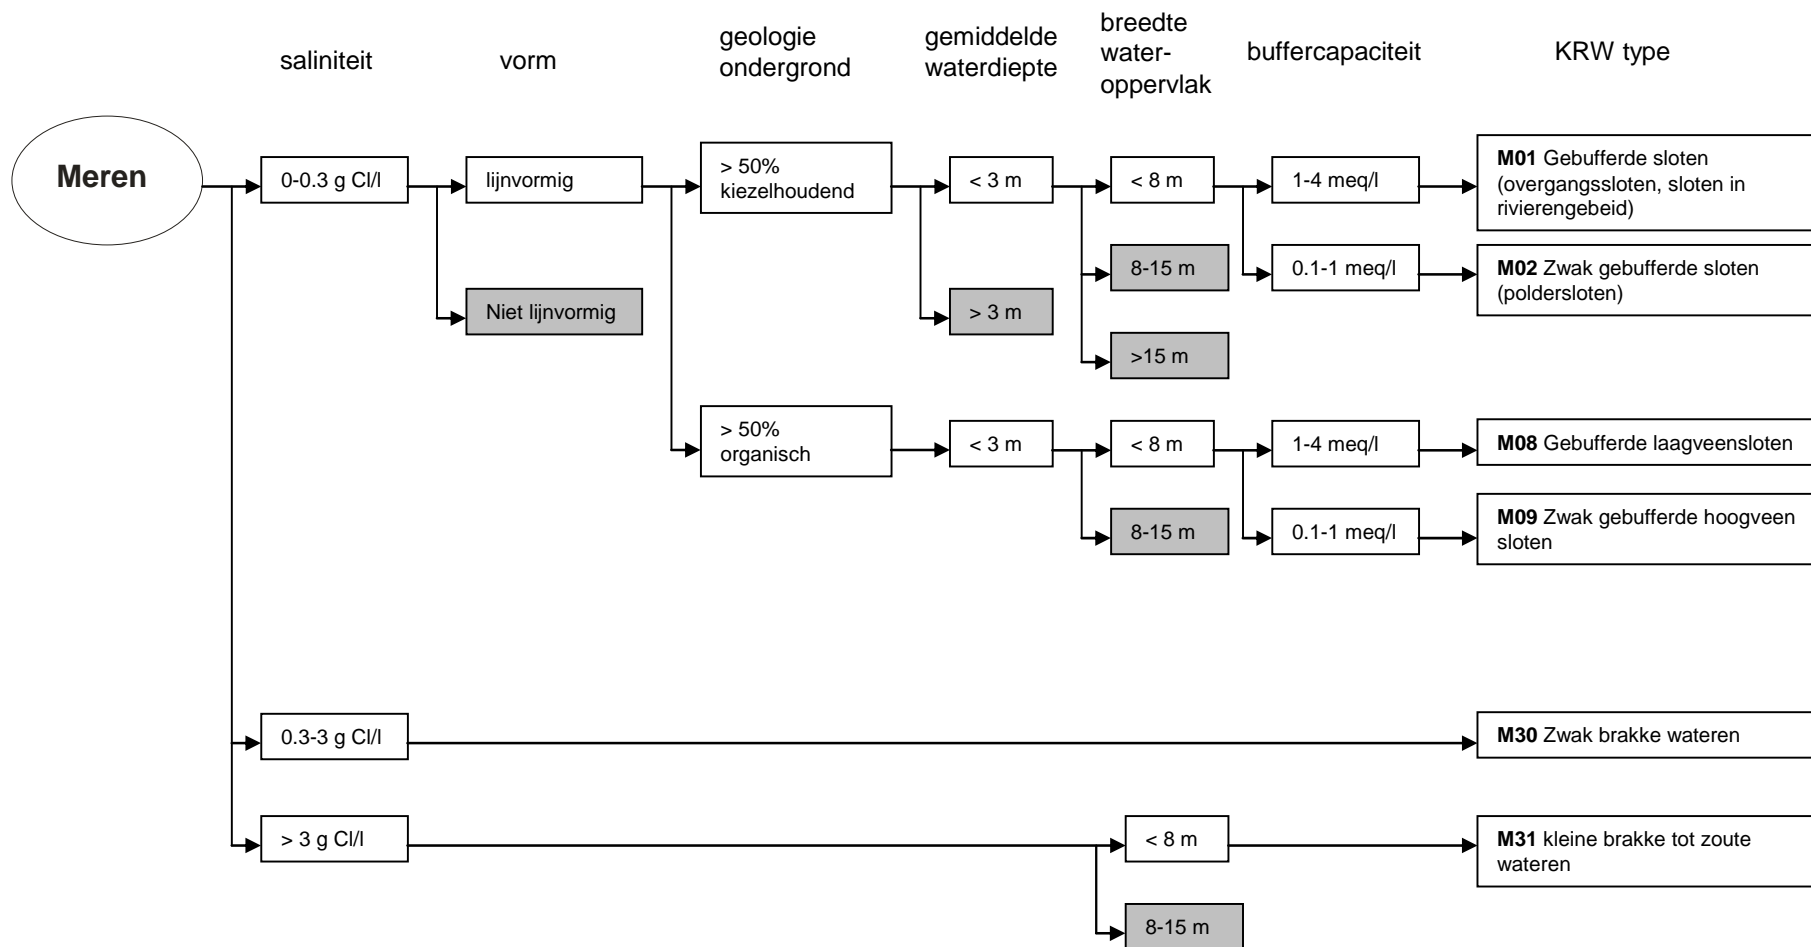 saliniteit
vorm
geologie
ondergrond
gemiddelde
waterdiepte
breedte
water-
oppervlak
buffercapaciteit
KRW type
Meren
0-0.3 g Cl/l
lijnvormig
> 50%
kiezelhoudend
< 3 m
< 8 m
1-4 meq/l
M01 Gebufferde sloten
(overgangssloten, sloten in
rivierengebeid)
8-15 m
0.1-1 meq/l
M02 Zwak gebufferde sloten
(poldersloten)
Niet lijnvormig
> 3 m
>15 m
> 50%
organisch
< 3 m
< 8 m
1-4 meq/l
M08 Gebufferde laagveensloten
8-15 m
0.1-1 meq/l
M09 Zwak gebufferde hoogveen
sloten
0.3-3 g Cl/l
M30 Zwak brakke wateren
> 3 g Cl/l
< 8 m
M31 kleine brakke tot zoute
wateren
8-15 m